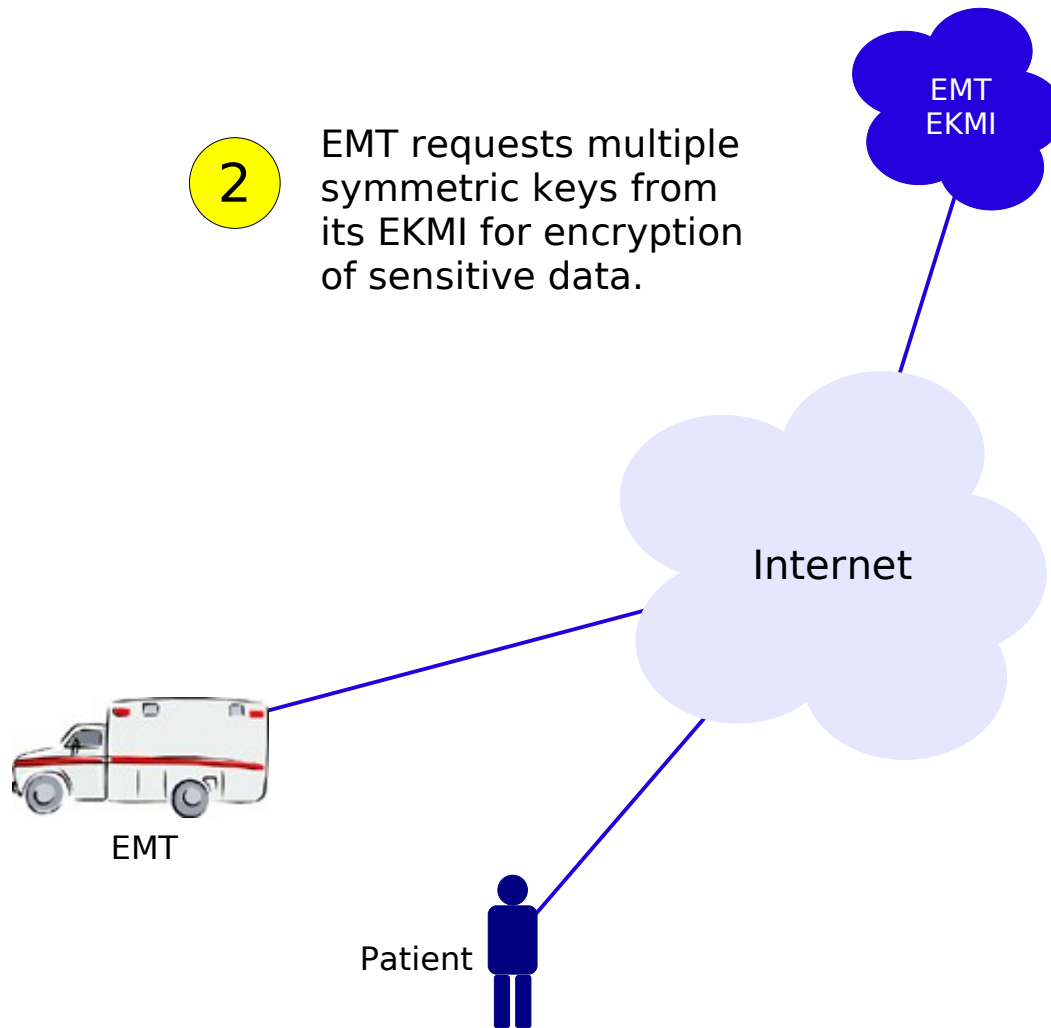 EMT
EKMI
2
EMT requests multiple
symmetric keys from
its EKMI for encryption
of sensitive data.
Internet
EMT
Patient